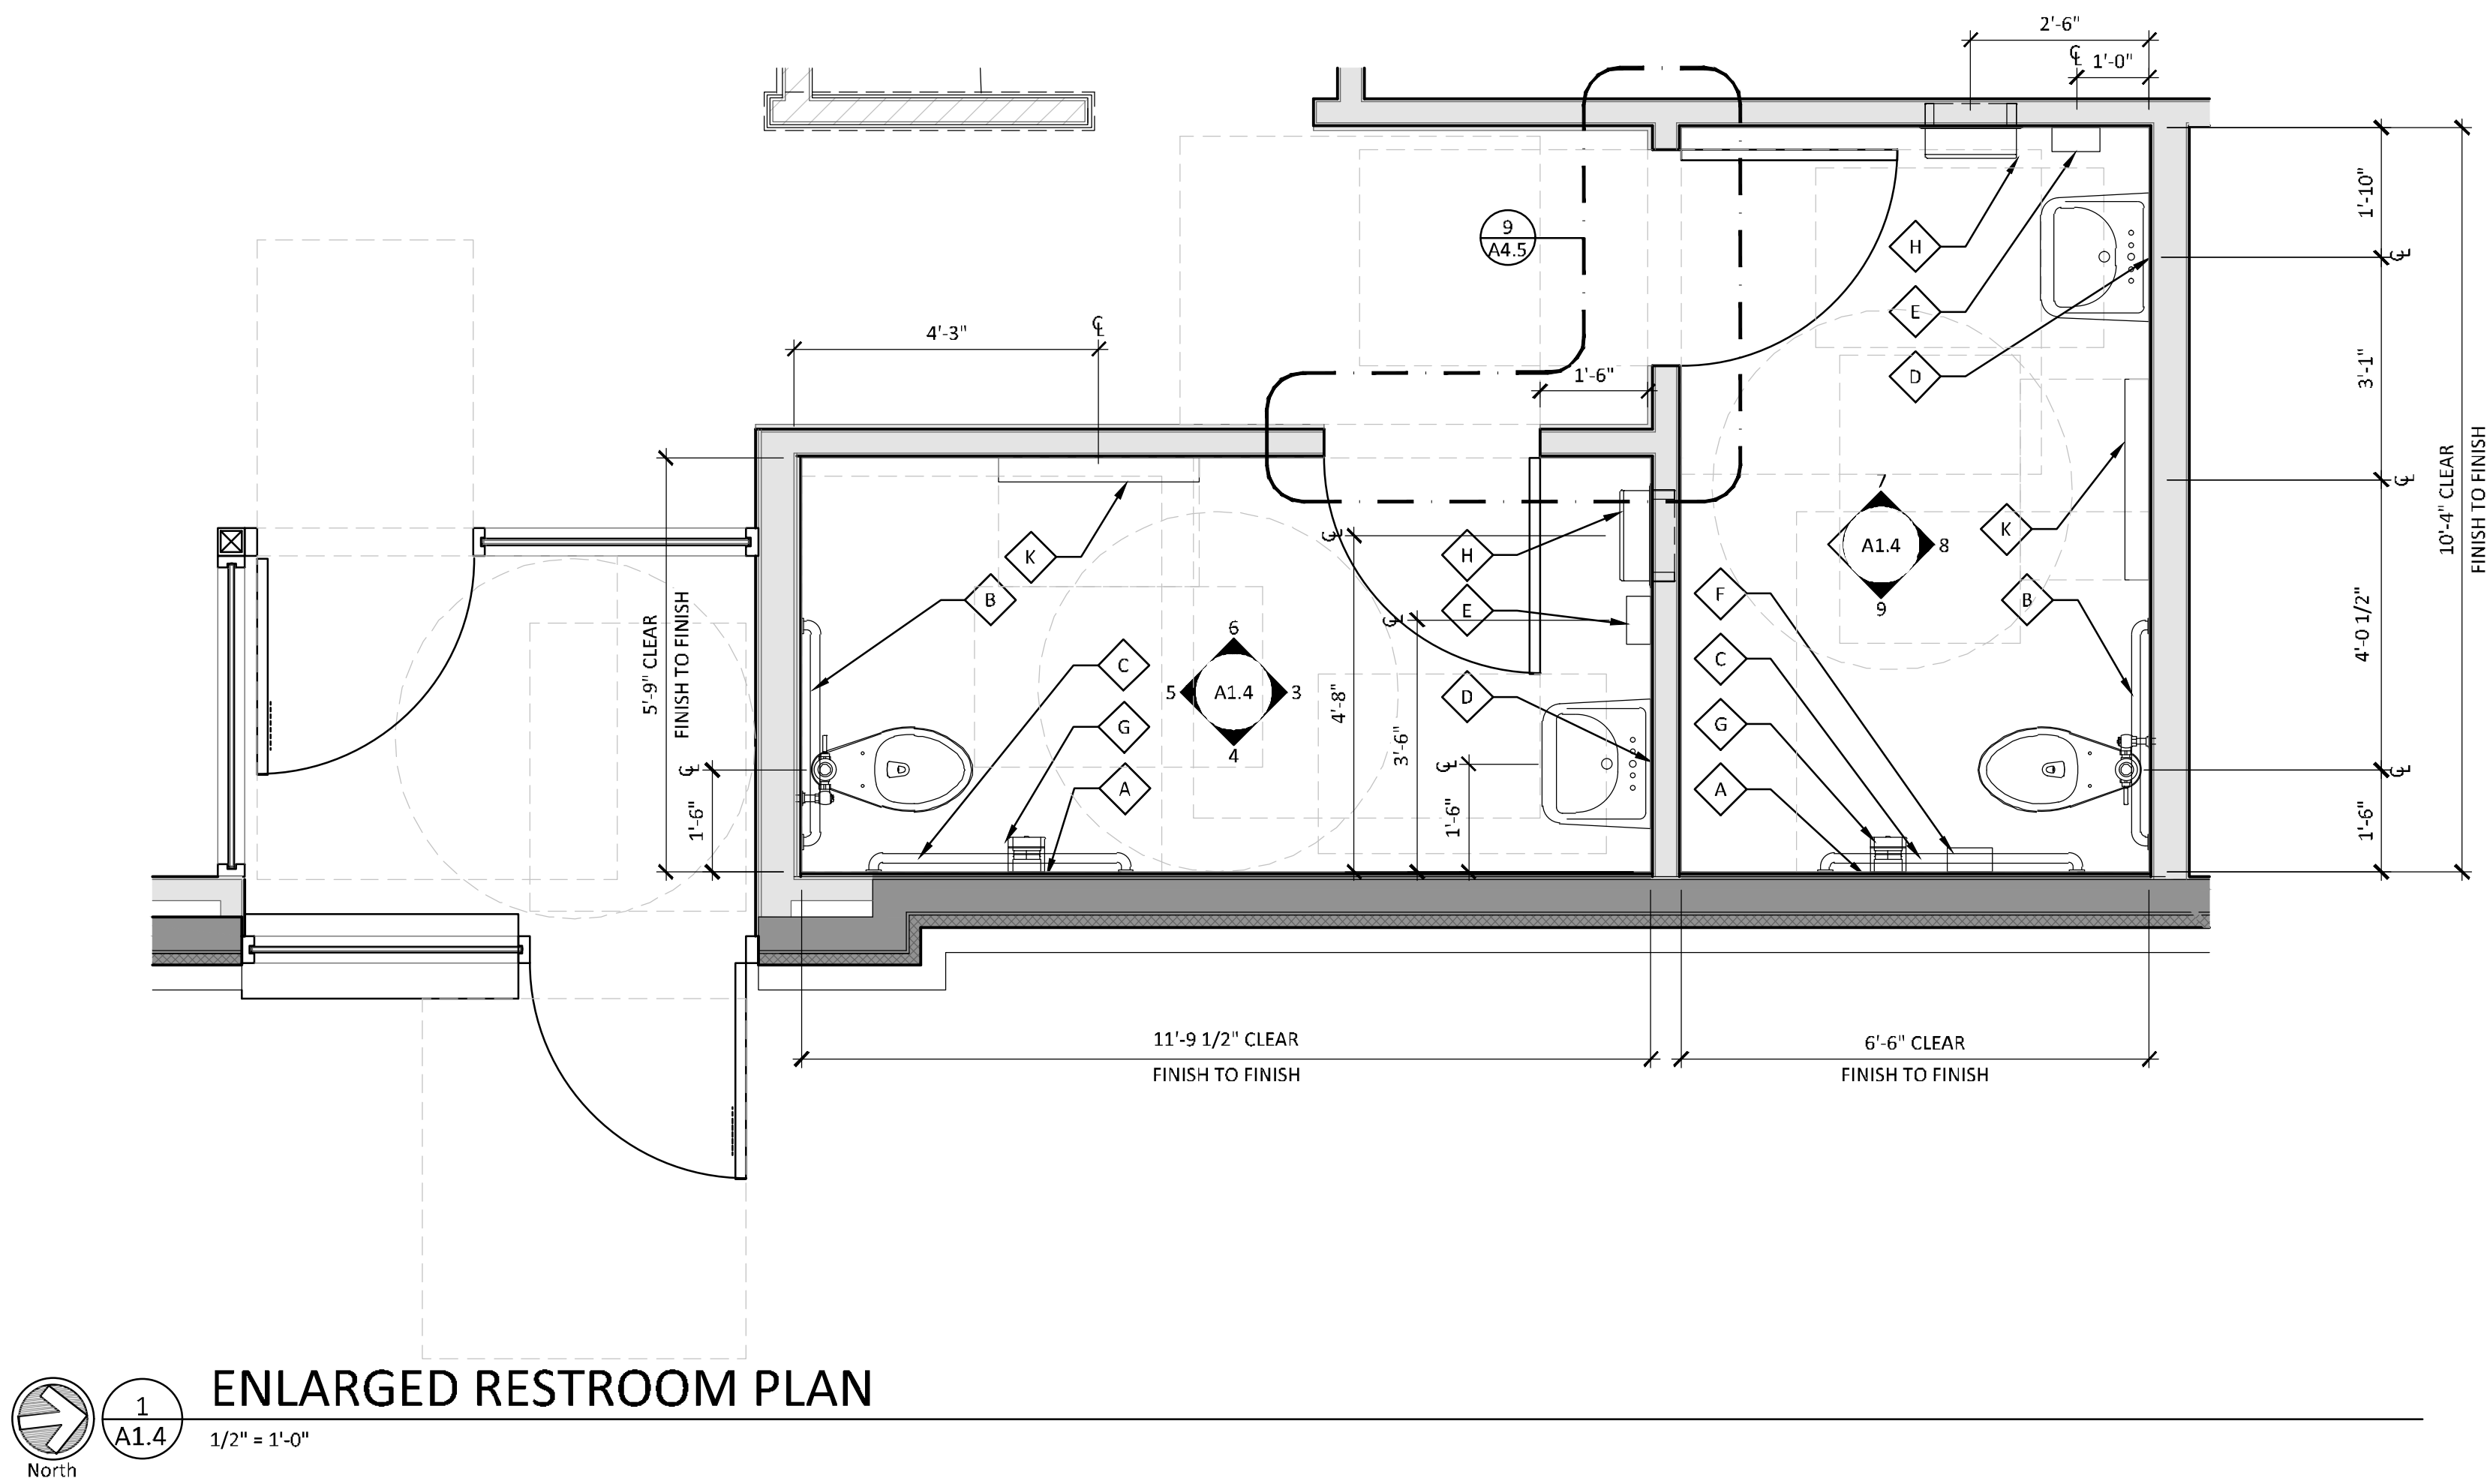 2'-6"
C L 1'-0"
9
A4.5
H
1'-10"
C L
E
4'-3"
C L
1'-6"
D
3'-1"
C L
10'-4" CLEAR
FINISH TO FINISH
7
A1.4 8
9
K
C L
H
K
B
5'-9" CLEAR
FINISH TO FINISH
E
C L
F
B
4'-0 1/2"
6
5 A1.4 3
4
C
4'-8"
D
C
G
3'-6"
G
C L
1'-6"
A
C L
1'-6"
A
C L
1'-6"
11'-9 1/2" CLEAR
FINISH TO FINISH
6'-6" CLEAR
FINISH TO FINISH
1
A1.4
ENLARGED RESTROOM PLAN
1/2" = 1'-0"
North